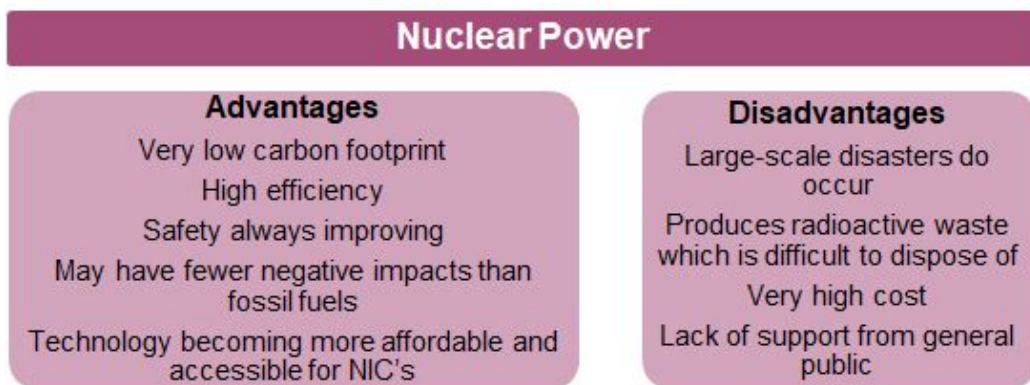 Nuclear Power
Advantages
Very low carbon footprint
High efficiency
Safety always improving
May have fewer negative impacts than
fossil fuels
Technology becoming more affordable and
accessible for NIC's
Disadvantages
Large-scale disasters do
occur
Produces radioactive waste
which is difficult to dispose of
Very high cost
Lack of support from general
public